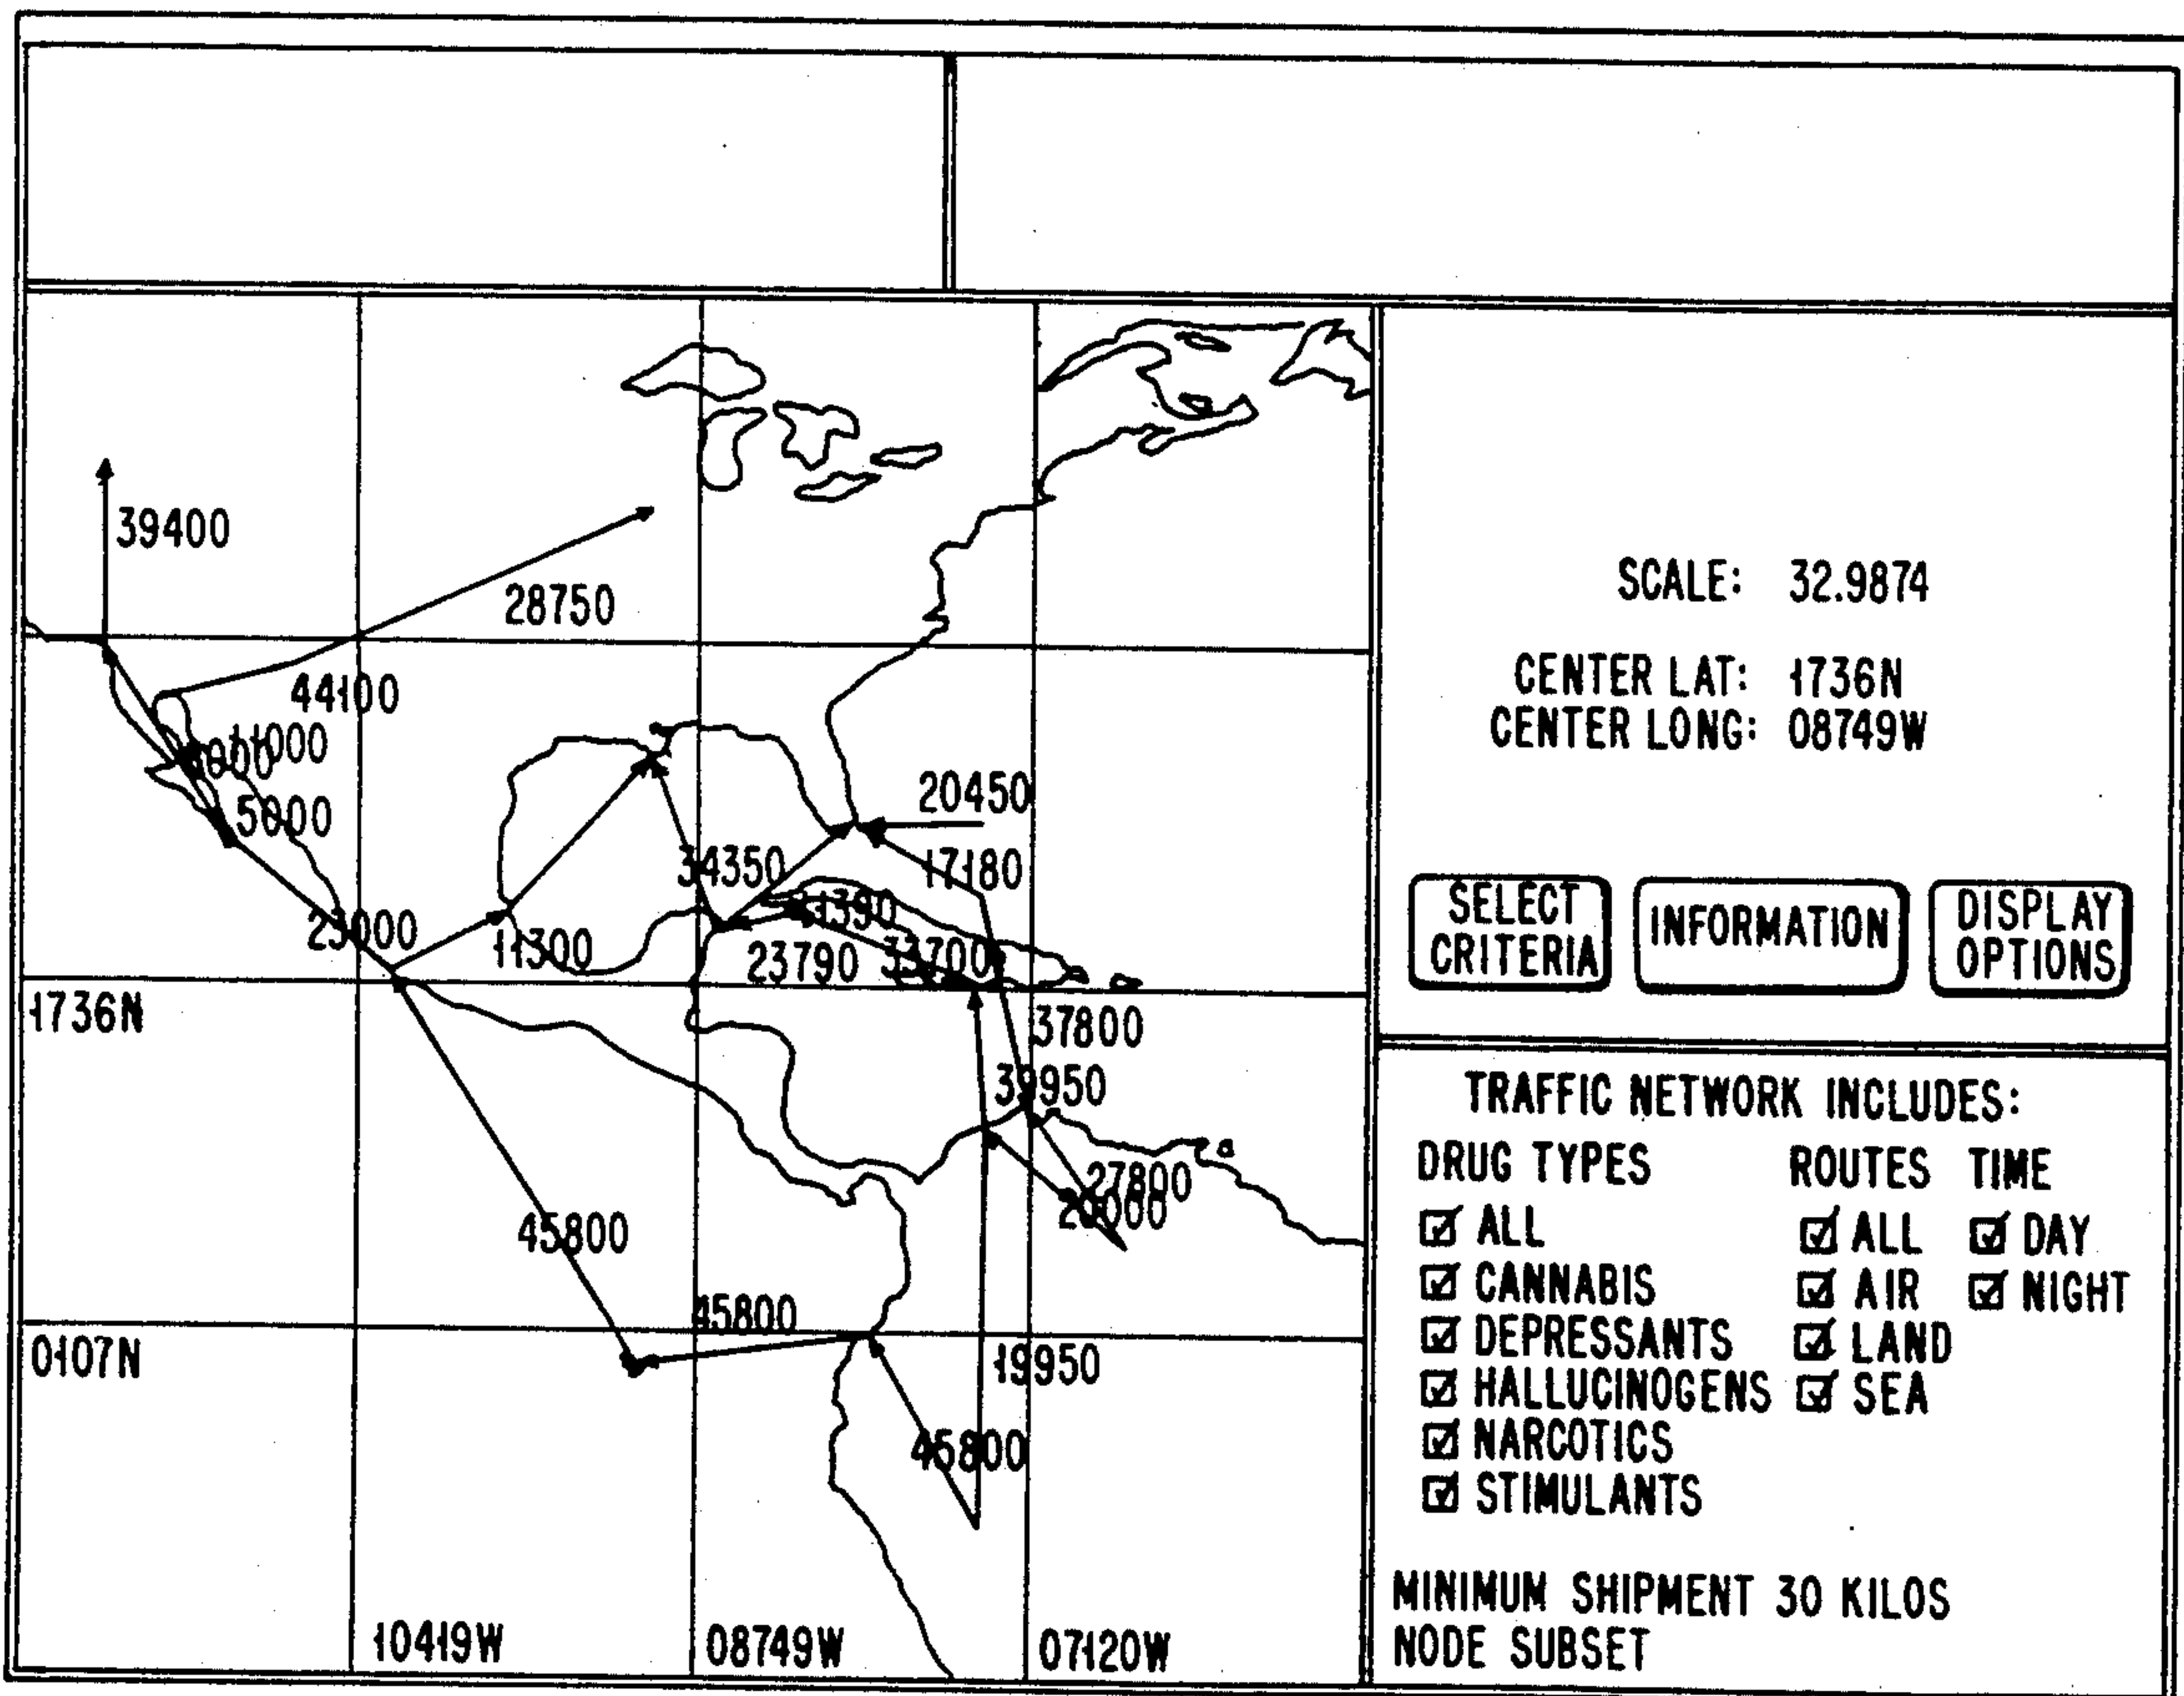 39400
28750
44100
5000
20450
34350
17180
23000
11300
23790
33700
1736N
37800
39950
27800
20000
45800
45800
0107N
19950
45800
10419W
08749W
07120W
SCALE: 32.9874
CENTER LAT: 1736N
CENTER LONG: 08749W
SELECT CRITERIA
INFORMATION
DISPLAY OPTIONS
TRAFFIC NETWORK INCLUDES:
DRUG TYPES ROUTES TIME
ALL ALL DAY
CANNABIS AIR NIGHT
DEPRESSANTS LAND
HALLUCINOGENS SEA
NARCOTICS
STIMULANTS
MINIMUM SHIPMENT 30 KILOS
NODE SUBSET